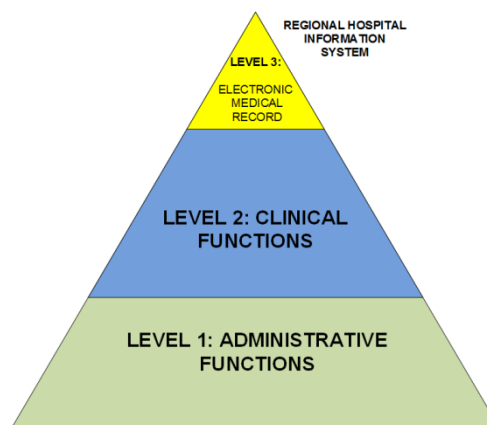 REGIONAL HOSPITAL
INFORMATION
SYSTEM
LEVEL 3:
ELECTRONIC
MEDICAL
RECORD
LEVEL 2: CLINICAL
FUNCTIONS
LEVEL 1: ADMINISTRATIVE
FUNCTIONS